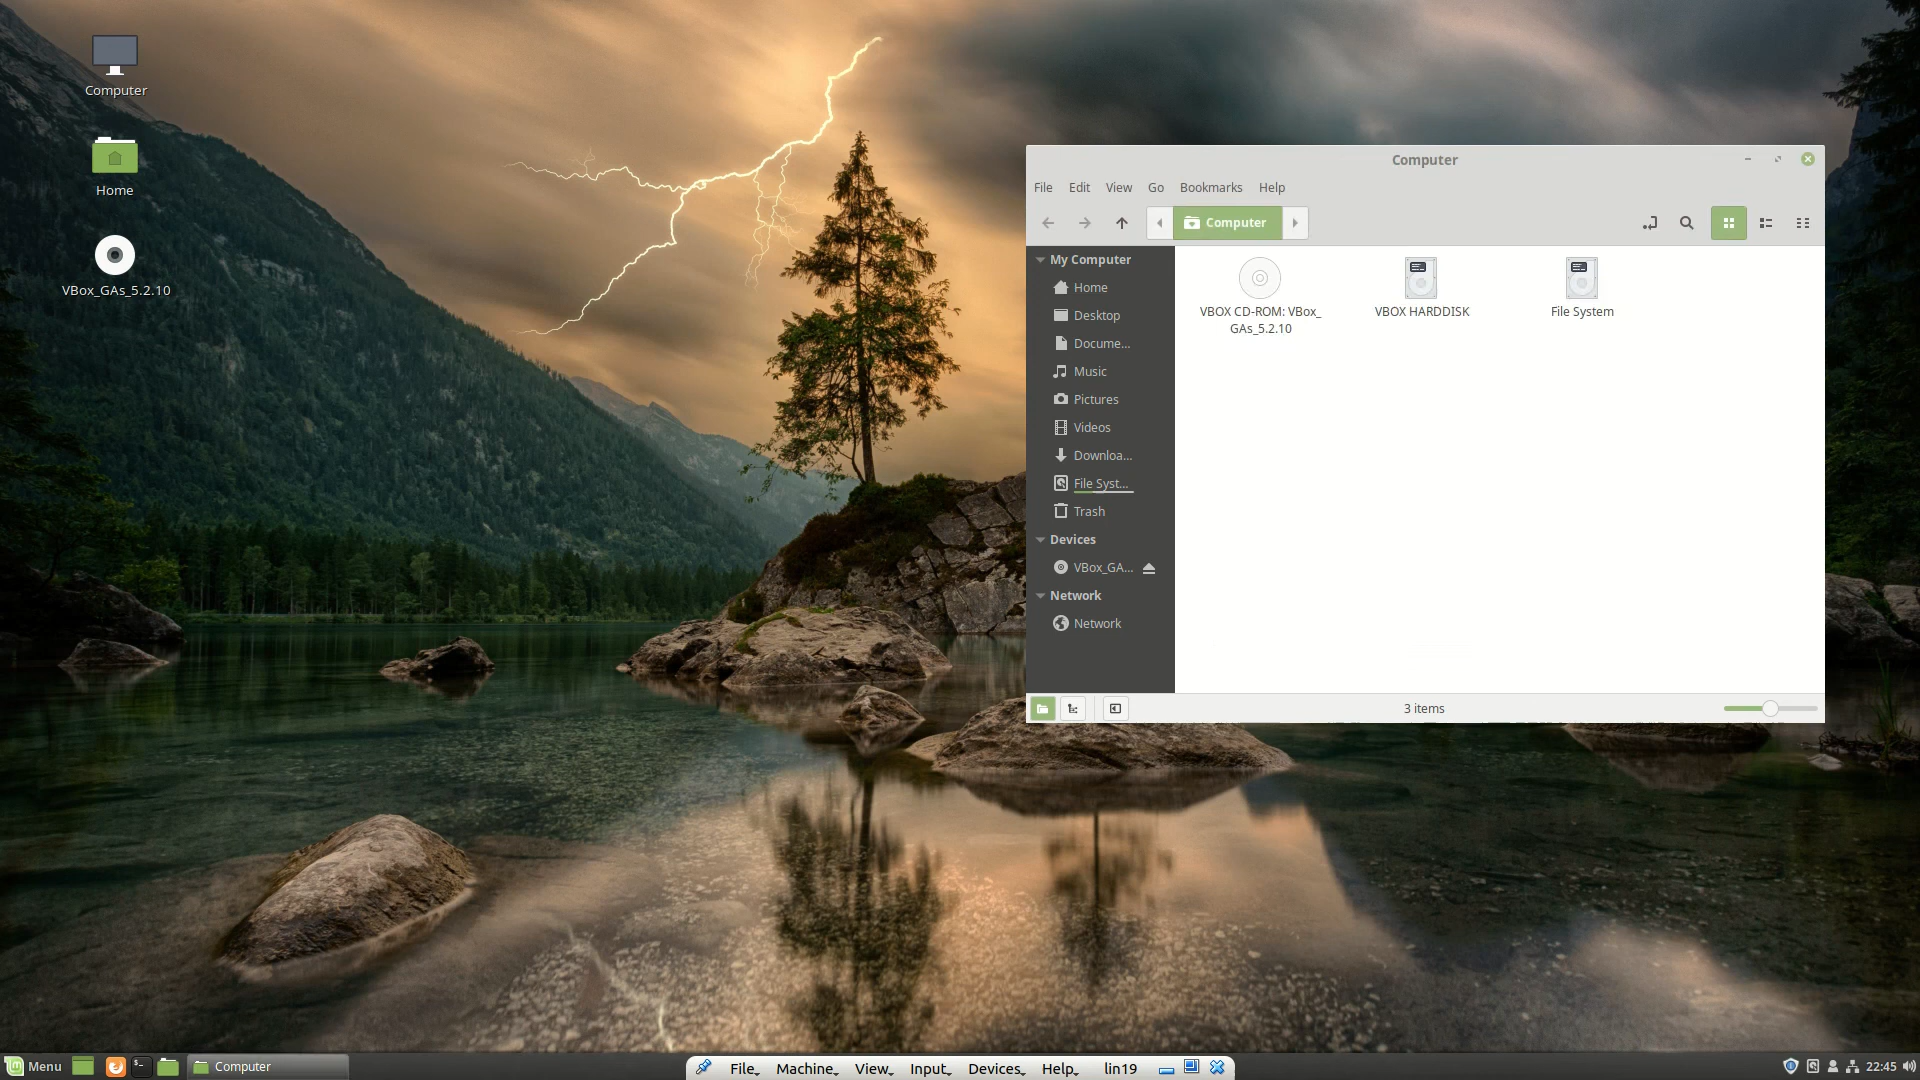 Computer
Home
VBox_GAs_5.2.10
Computer
File Edit View Go Bookmarks Help
Computer
My Computer
Home
Desktop
Docume...
Music
Pictures
Videos
Downloa...
File Syst...
Trash
Devices
VBox_GA...
Network
Network
VBOX CD-ROM: VBox_
GAs_5.2.10
VBOX HARDDISK
File System
3 items
Menu
Computer
File Machine View Input Devices Help lin19
22:45